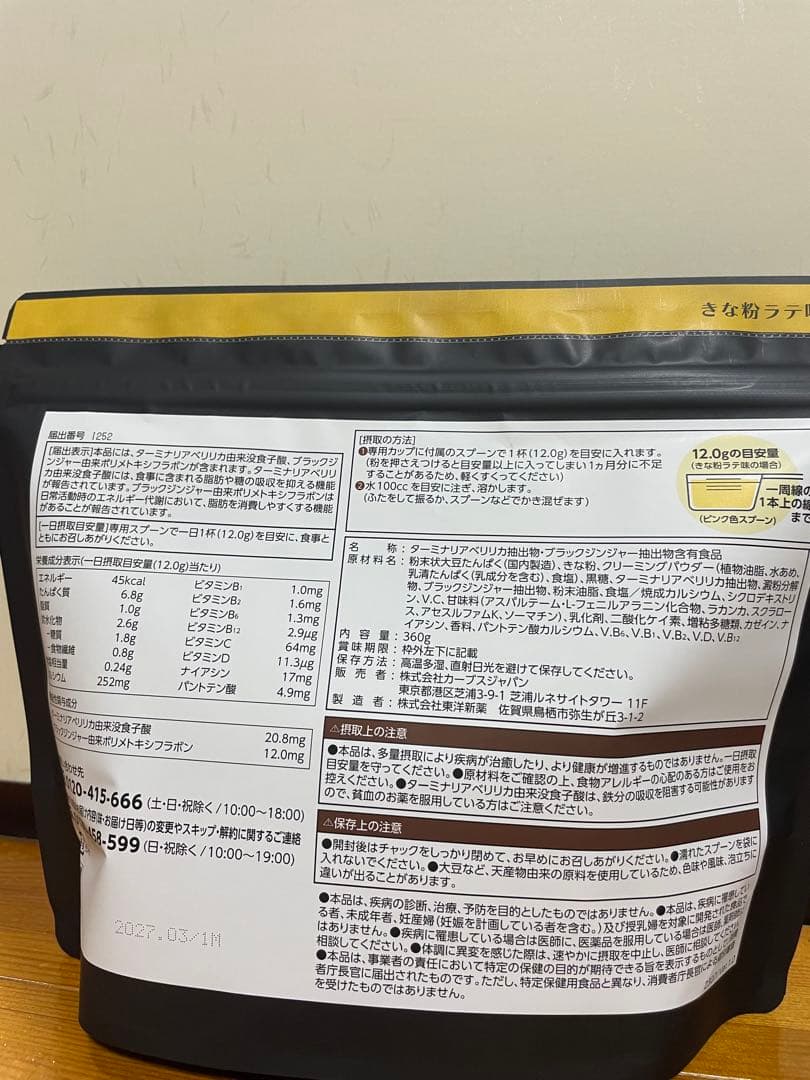 きな粉ラテ味
届出番号 I252
[届出表示]本品には、ターミナリアベリリカ由来没食子酸、ブラックジ
ンジャー由来ポリメトキシフラボンが含まれます。ターミナリアベリリ
カ由来没食子酸には、食事に含まれる脂肪や糖の吸収を抑える機能
が報告されています。ブラックジンジャー由来ポリメトキシフラボンは
日常活動時のエネルギー代謝において、脂肪を消費しやすくする機能
があることが報告されています。
[一日摂取目安量]専用スプーンで一日1杯(12.0g)を目安に、食事と
ともにお召しあがりください。
栄養成分表示(一日摂取目安量(12.0g)当たり)
エネルギー 45kcal ビタミンB1 1.0mg
たんぱく質 6.8g ビタミンB2 1.6mg
脂質 1.0g ビタミンB6 1.3mg
炭水化物 2.6g ビタミンB12 2.9μg
-糖質 1.8g ビタミンC 64mg
-食物繊維 0.8g ビタミンD 11.3μg
相当量 0.24g ナイアシン 17mg
シウム 252mg パントテン酸 4.9mg
与成分
ーミナリアベリリカ由来没食子酸 20.8mg
ラックジンジャー由来ポリメトキシフラボン 12.0mg
合わせ先
120-415-666 (土・日・祝除く/10:00〜18:00)
お届け日等)の変更やスキップ・解約に関するご連絡
-599 (日・祝除く/10:00〜19:00)
2027.03/1M
[摂取の方法]
❶専用カップに付属のスプーンで1杯(12.0g)を目安に入れます。
(粉を押さえつけると目安量以上に入ってしまい1ヵ月分に不足
することがあるため、軽くすくってください)
❷水100ccを目安に注ぎ、溶かします。
(ふたをして振るか、スプーンなどでかき混ぜます)
12.0gの目安量
(きな粉ラテ味の場合)
一周線の
1本上の線
まで
(ピンク色スプーン)
名 称:ターミナリアベリリカ抽出物・ブラックジンジャー抽出物含有食品
原材料名:粉末状大豆たんぱく(国内製造)、きな粉、クリーミングパウダー(植物油脂、水あめ、
乳清たんぱく(乳成分を含む)、食塩)、黒糖、ターミナリアベリリカ抽出物、澱粉分解
物、ブラックジンジャー抽出物、粉末油脂、食塩/焼成カルシウム、シクロデキストリ
ン、V.C、甘味料(アスパルテーム・L-フェニルアラニン化合物、ラカンカ、スクラロー
ス、アセスルファムK、ソーマチン)、乳化剤、二酸化ケイ素、増粘多糖類、カゼイン、ナ
イアシン、香料、パントテン酸カルシウム、V.B6、V.B1、V.B2、V.D、V.B12
内容量:360g
賞味期限:枠外左下に記載
保存方法:高温多湿、直射日光を避けて保存してください。
販売者:株式会社カーブスジャパン
東京都港区芝浦3-9-1 芝浦ルネサイトタワー 11F
製造者:株式会社東洋新薬 佐賀県鳥栖市弥生が丘3-1-2
⚠摂取上の注意
●本品は、多量摂取により疾病が治癒したり、より健康が増進するものではありません。一日摂取
目安量を守ってください。●原材料をご確認の上、食物アレルギーの心配のある方はご使用をお
控えください。●ターミナリアベリリカ由来没食子酸は、鉄分の吸収を阻害する可能性があります
ので、貧血のお薬を服用している方はご注意ください。
⚠保存上の注意
●開封後はチャックをしっかり閉めて、お早めにお召しあがりください。●濡れたスプーンを袋に
入れないでください。●大豆など、天産物由来の原料を使用しているため、色味や風味、泡立ちに
違いが出ることがあります。
●本品は、疾病の診断、治療、予防を目的としたものではありません。●本品は、疾病に罹患してい
る者、未成年者、妊産婦(妊娠を計画している者を含む。)及び授乳婦を対象に開発された食品で
はありません。●疾病に罹患している場合は医師に、医薬品を服用している場合は医師、薬剤師に
相談してください。●体調に異変を感じた際は、速やかに摂取を中止し、医師に相談してください。
●本品は、事業者の責任において特定の保健の目的が期待できる旨を表示するものとして、消費
者庁長官に届出されたものです。ただし、特定保健用食品と異なり、消費者庁長官による個別審査
を受けたものではありません。